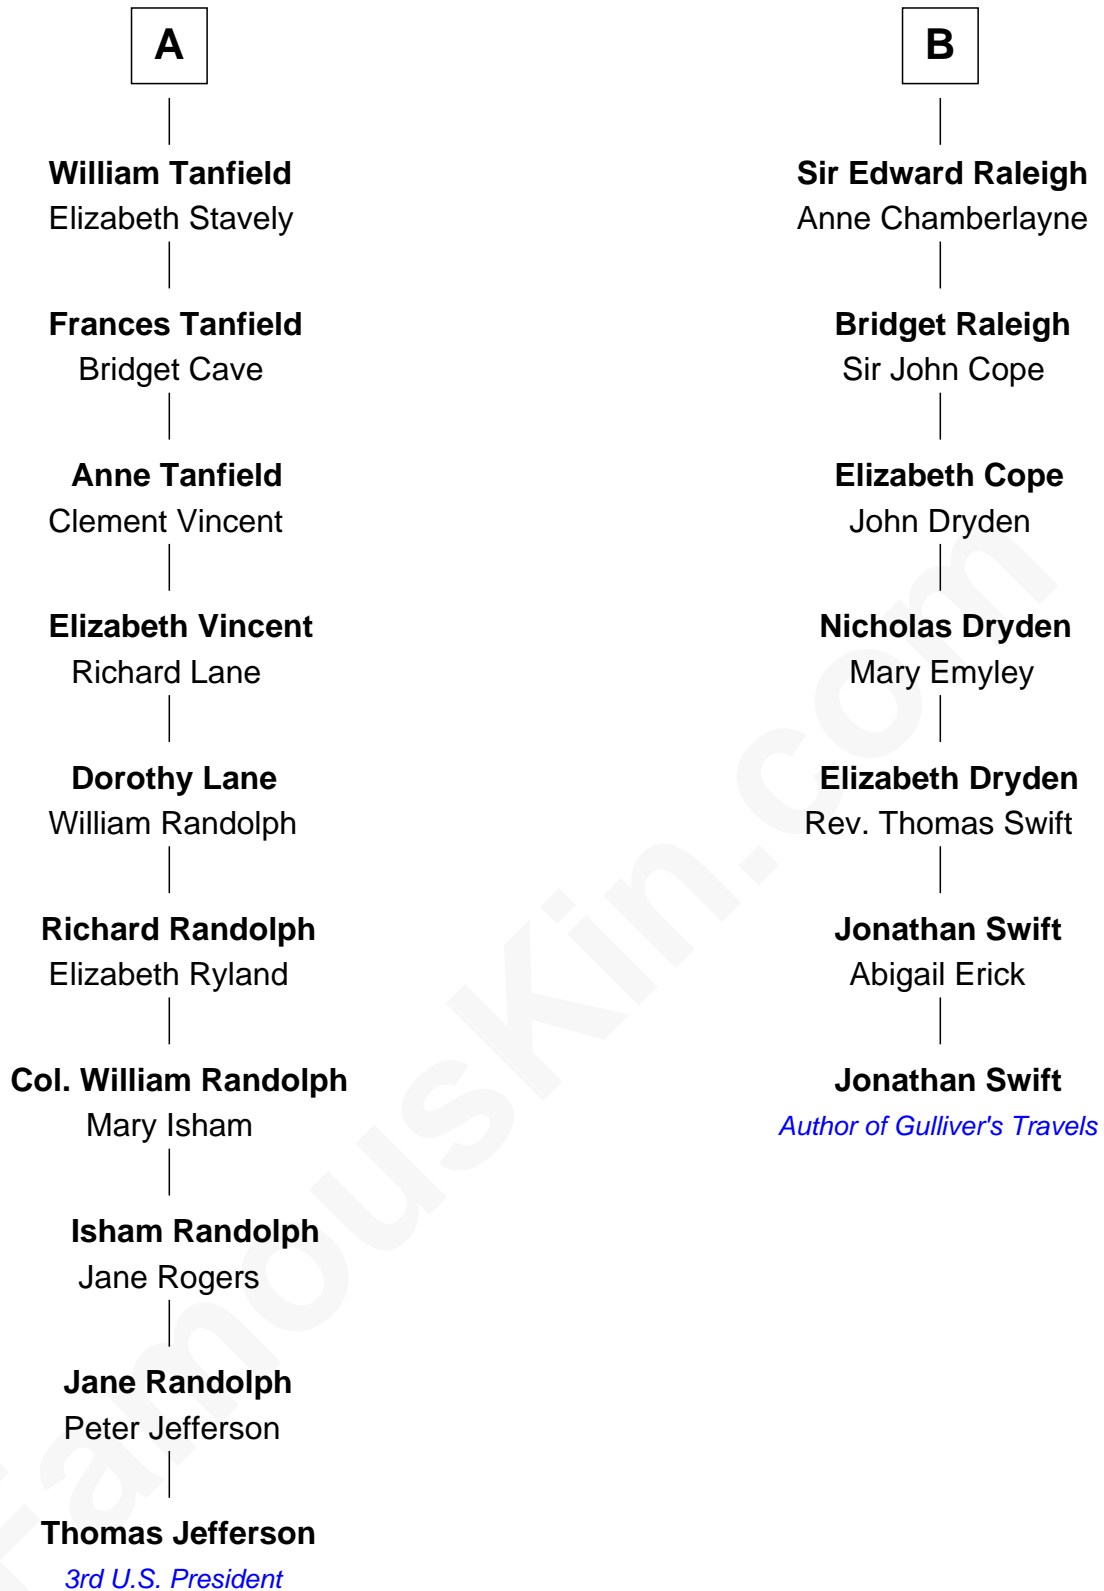 A
William Tanfield
Elizabeth Stavely
Frances Tanfield
Bridget Cave
Anne Tanfield
Clement Vincent
Elizabeth Vincent
Richard Lane
Dorothy Lane
William Randolph
Richard Randolph
Elizabeth Ryland
Col. William Randolph
Mary Isham
Isham Randolph
Jane Rogers
Jane Randolph
Peter Jefferson
Thomas Jefferson
3rd U.S. President
B
Sir Edward Raleigh
Anne Chamberlayne
Bridget Raleigh
Sir John Cope
Elizabeth Cope
John Dryden
Nicholas Dryden
Mary Emyley
Elizabeth Dryden
Rev. Thomas Swift
Jonathan Swift
Abigail Erick
Jonathan Swift
Author of Gulliver's Travels
FamousKin.com